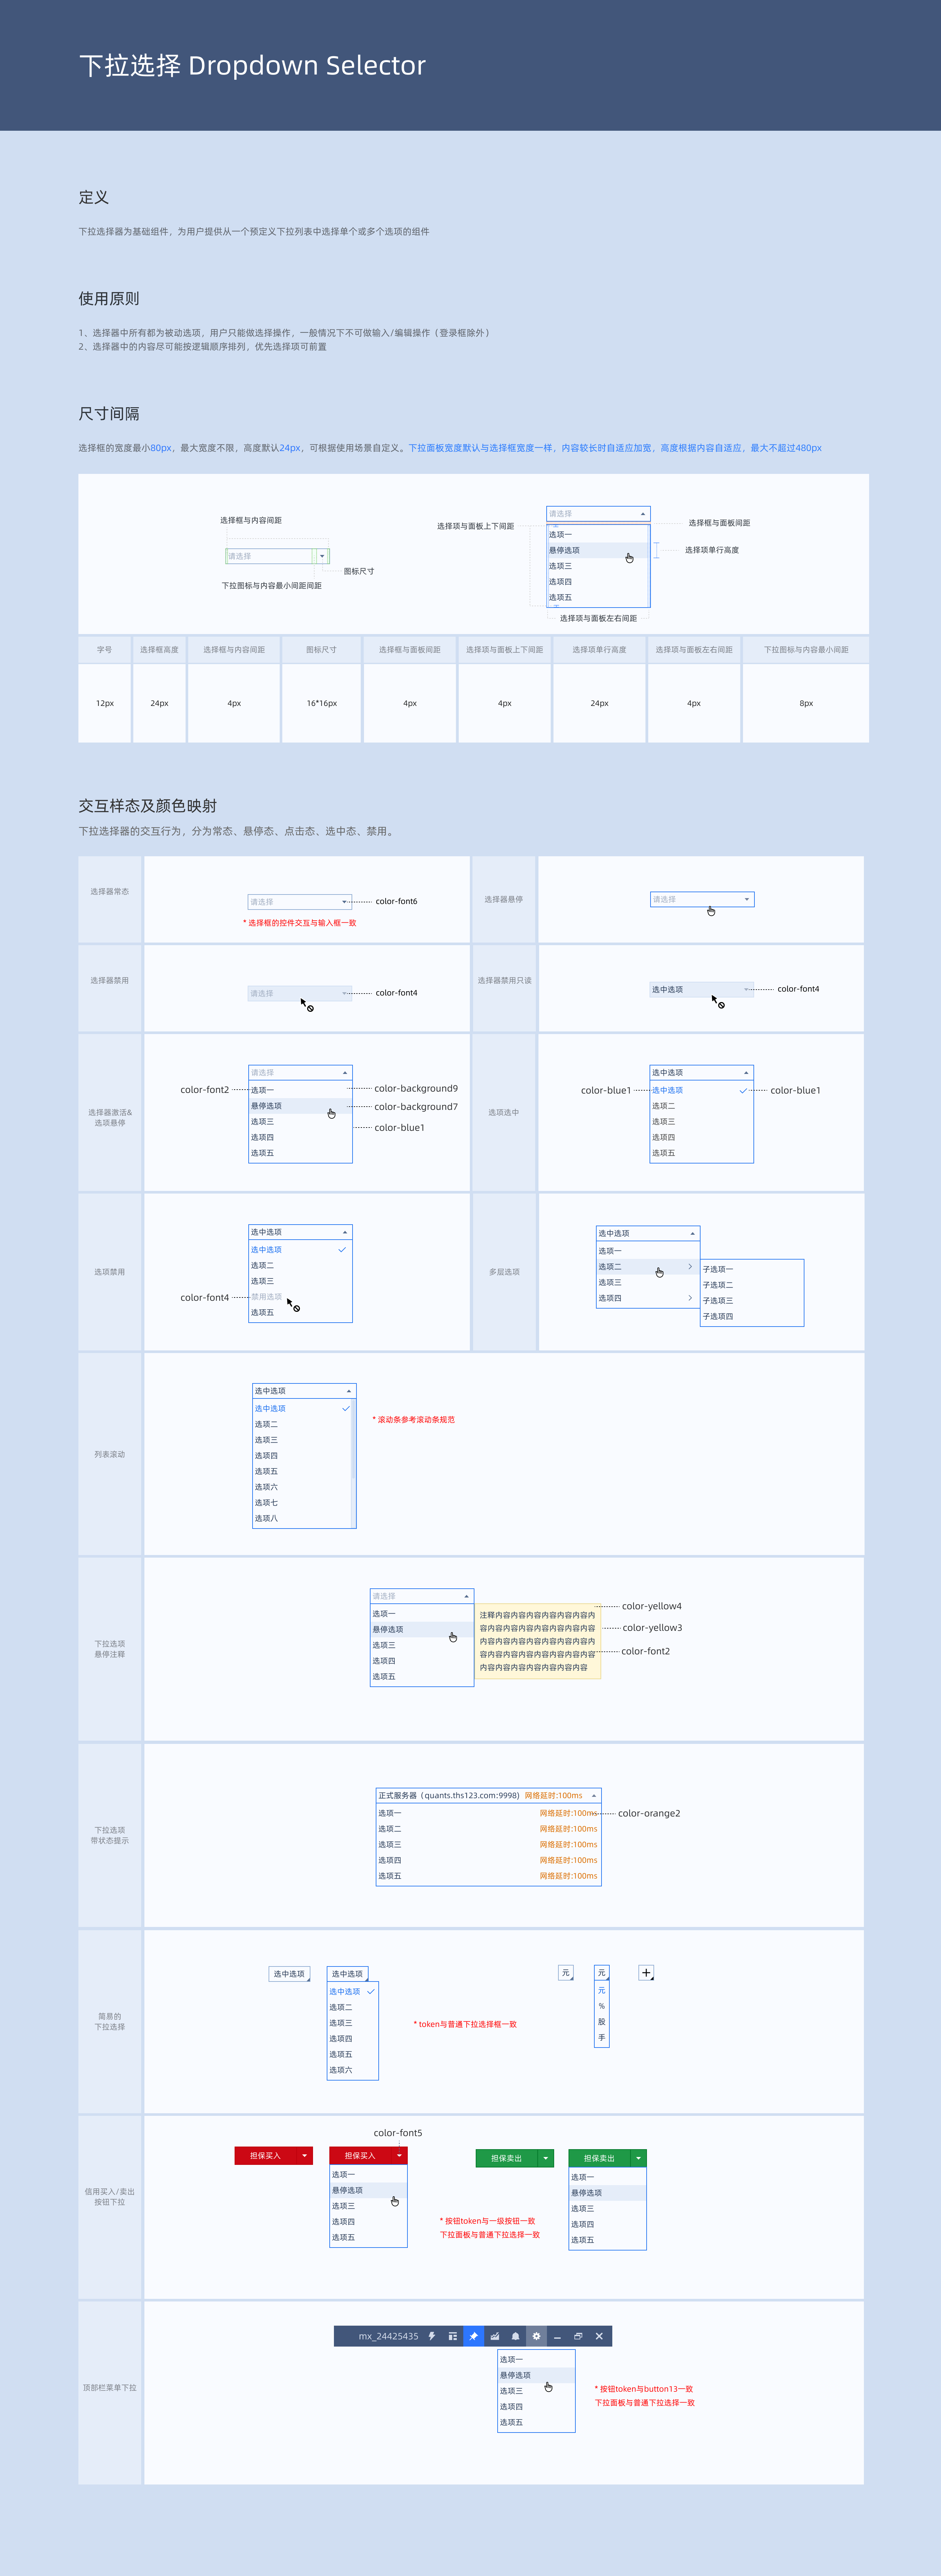 下拉选择 Dropdown Selector
定义
下拉选择器为基础组件，为用户提供从一个预定义下拉列表中选择单个或多个选项的组件
使用原则
1、选择器中所有都为被动选项，用户只能做选择操作，一般情况下不可做输入/编辑操作（登录框除外）
2、选择器中的内容尽可能按逻辑顺序排列，优先选择项可前置
尺寸间隔
选择框的宽度最小80px，最大宽度不限，高度默认24px，可根据使用场景自定义。下拉面板宽度默认与选择框宽度一样，内容较长时自适应加宽，高度根据内容自适应，最大不超过480px
选择框与内容间距
请选择
图标尺寸
下拉图标与内容最小间距间距
请选择
选择项与面板上下间距
选择框与面板间距
选项一
悬停选项
选择项单行高度
选项三
选项四
选项五
选择项与面板左右间距
字号 选择框高度 选择框与内容间距 图标尺寸 选择框与面板间距 选择项与面板上下间距 选择项单行高度 选择项与面板左右间距 下拉图标与内容最小间距
12px 24px 4px 16*16px 4px 4px 24px 4px 8px
交互样态及颜色映射
下拉选择器的交互行为，分为常态、悬停态、点击态、选中态、禁用。
选择器常态
请选择
color-font6
* 选择框的控件交互与输入框一致
选择器悬停
请选择
选择器禁用
请选择
color-font4
选择器禁用只读
选中选项
color-font4
选择器激活&
选项悬停
请选择
color-font2
选项一
color-background9
悬停选项
color-background7
选项三
color-blue1
选项四
选项五
选项选中
选中选项
color-blue1
选中选项
color-blue1
选项二
选项三
选项四
选项五
选项禁用
选中选项
选中选项
选项二
选项三
color-font4
禁用选项
选项五
多层选项
选中选项
选项一
选项二
选项三
选项四
子选项一
子选项二
子选项三
子选项四
列表滚动
选中选项
选中选项
选项二
选项三
选项四
选项五
选项六
选项七
选项八
* 滚动条参考滚动条规范
下拉选项
悬停注释
请选择
选项一
悬停选项
选项三
选项四
选项五
注释内容内容内容内容内容内容内
容内容内容内容内容内容内容内容
内容内容内容内容内容内容内容内
容内容内容内容内容内容内容内容
内容内容内容内容内容内容内容
color-yellow4
color-yellow3
color-font2
下拉选项
带状态提示
正式服务器（quants.ths123.com:9998) 网络延时:100ms
选项一 网络延时:100ms
color-orange2
选项二 网络延时:100ms
选项三 网络延时:100ms
选项四 网络延时:100ms
选项五 网络延时:100ms
简易的
下拉选择
选中选项
选中选项
选中选项
选项二
选项三
选项四
选项五
选项六
* token与普通下拉选择框一致
元
元
元
%
股
手
信用买入/卖出
按钮下拉
color-font5
担保买入
担保买入
选项一
悬停选项
选项三
选项四
选项五
* 按钮token与一级按钮一致
下拉面板与普通下拉选择一致
担保卖出
担保卖出
选项一
悬停选项
选项三
选项四
选项五
顶部栏菜单下拉
mx_24425435
选项一
悬停选项
选项三
选项四
选项五
* 按钮token与button13一致
下拉面板与普通下拉选择一致